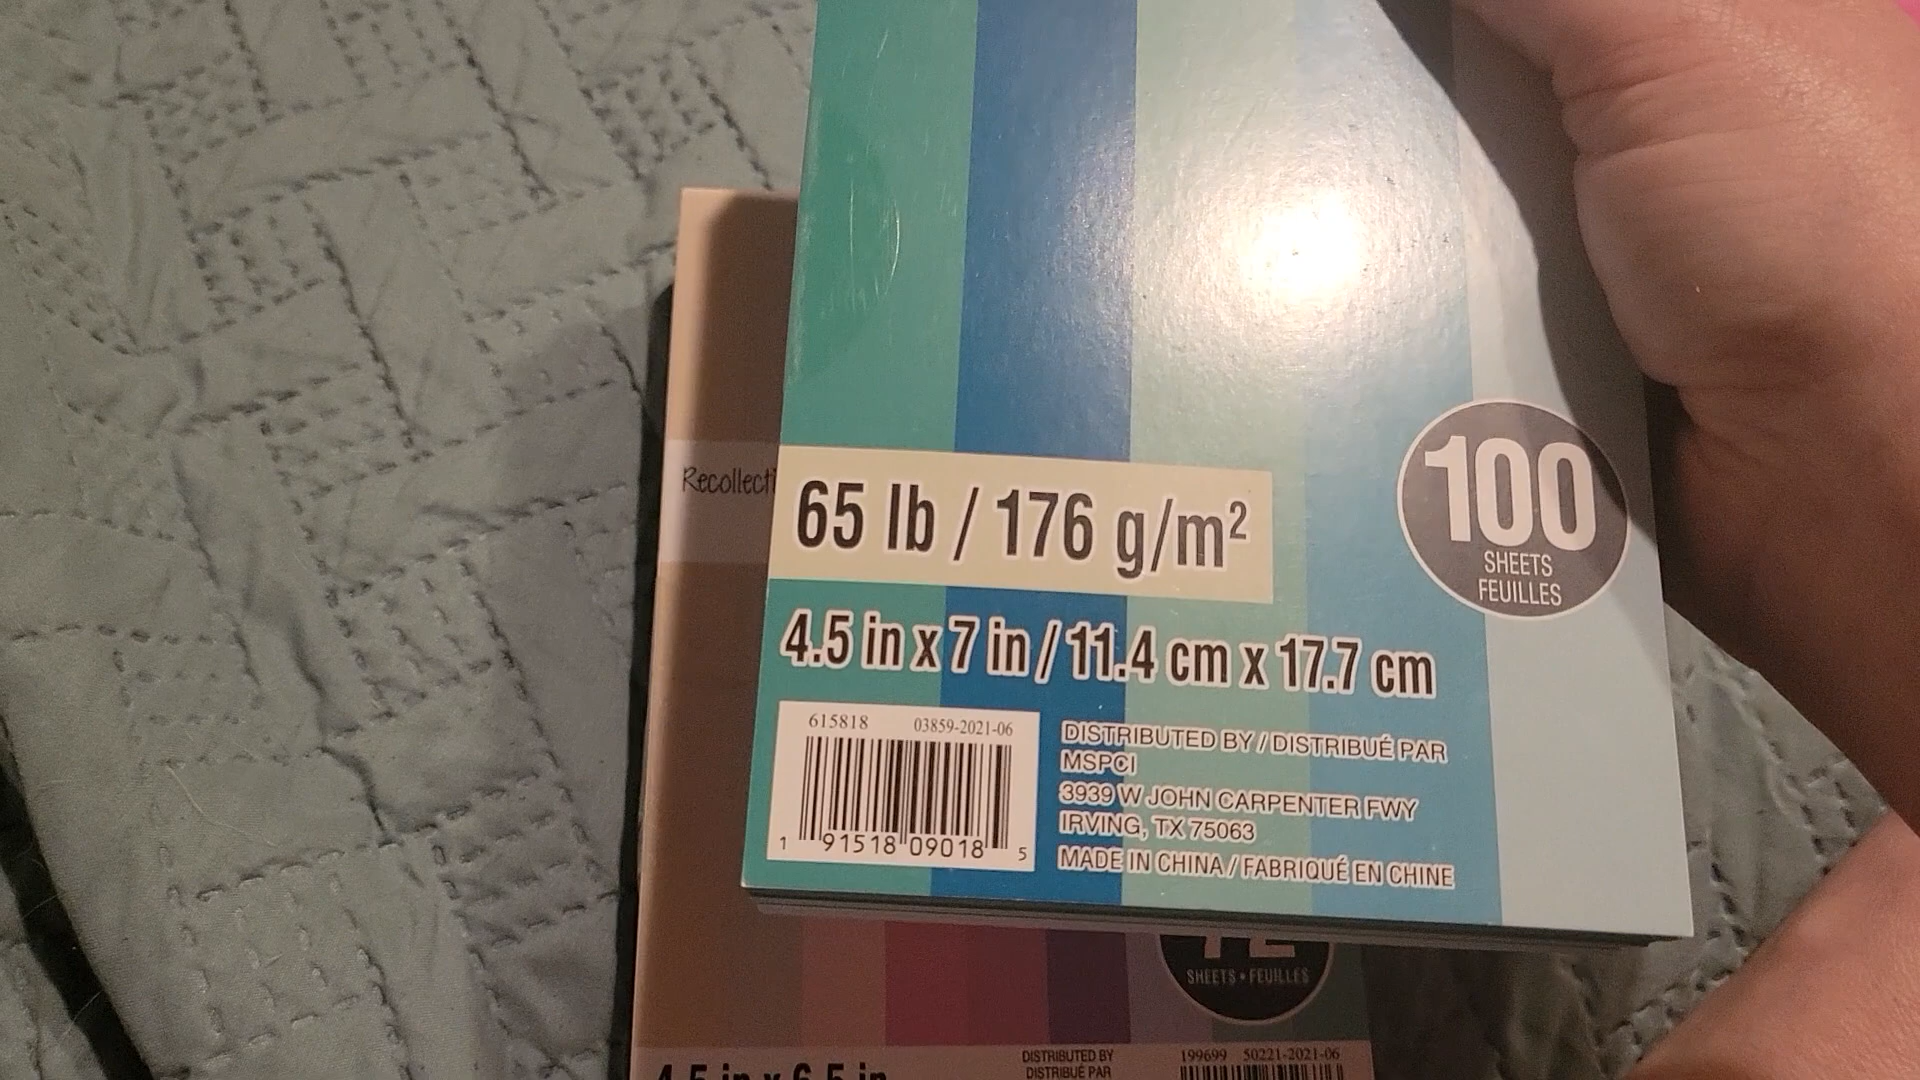 Recollecti
65 lb / 176 g/m²
100
SHEETS
FEUILLES
4.5 in x 7 in / 11.4 cm x 17.7 cm
615818 03859-2021-06
1 91518 09018 5
DISTRIBUTED BY / DISTRIBUÉ PAR
MSPCI
3939 W JOHN CARPENTER FWY
IRVING, TX 75063
MADE IN CHINA / FABRIQUÉ EN CHINE
72
SHEETS • FEUILLES
4.5 in x 6.5 in
DISTRIBUTED BY
DISTRIBUÉ PAR
199699 50221-2021-06